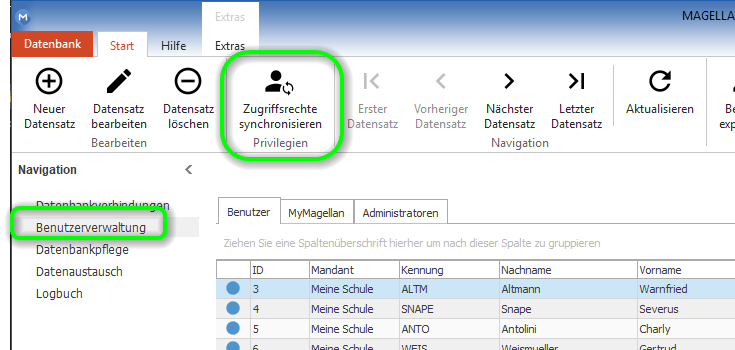 Extras
MAGELLA
Datenbank Start Hilfe Extras
Neuer Datensatz
Datensatz bearbeiten
Datensatz löschen
Bearbeiten
Zugriffsrechte synchronisieren
Privilegien
Erster Datensatz
Vorheriger Datensatz
Nächster Datensatz
Letzter Datensatz
Navigation
Aktualisieren
Be
exp
Navigation
Datenbankverbindungen
Benutzerverwaltung
Datenbankpflege
Datenaustausch
Logbuch
Benutzer MyMagellan Administratoren
Ziehen Sie eine Spaltenüberschrift hierher um nach dieser Spalte zu gruppieren
ID Mandant Kennung Nachname Vorname
3 Meine Schule ALTM Altmann Warnfried
4 Meine Schule SNAPE Snape Severus
5 Meine Schule ANTO Antolini Charly
6 Meine Schule WEIS Weismueller Gertrud